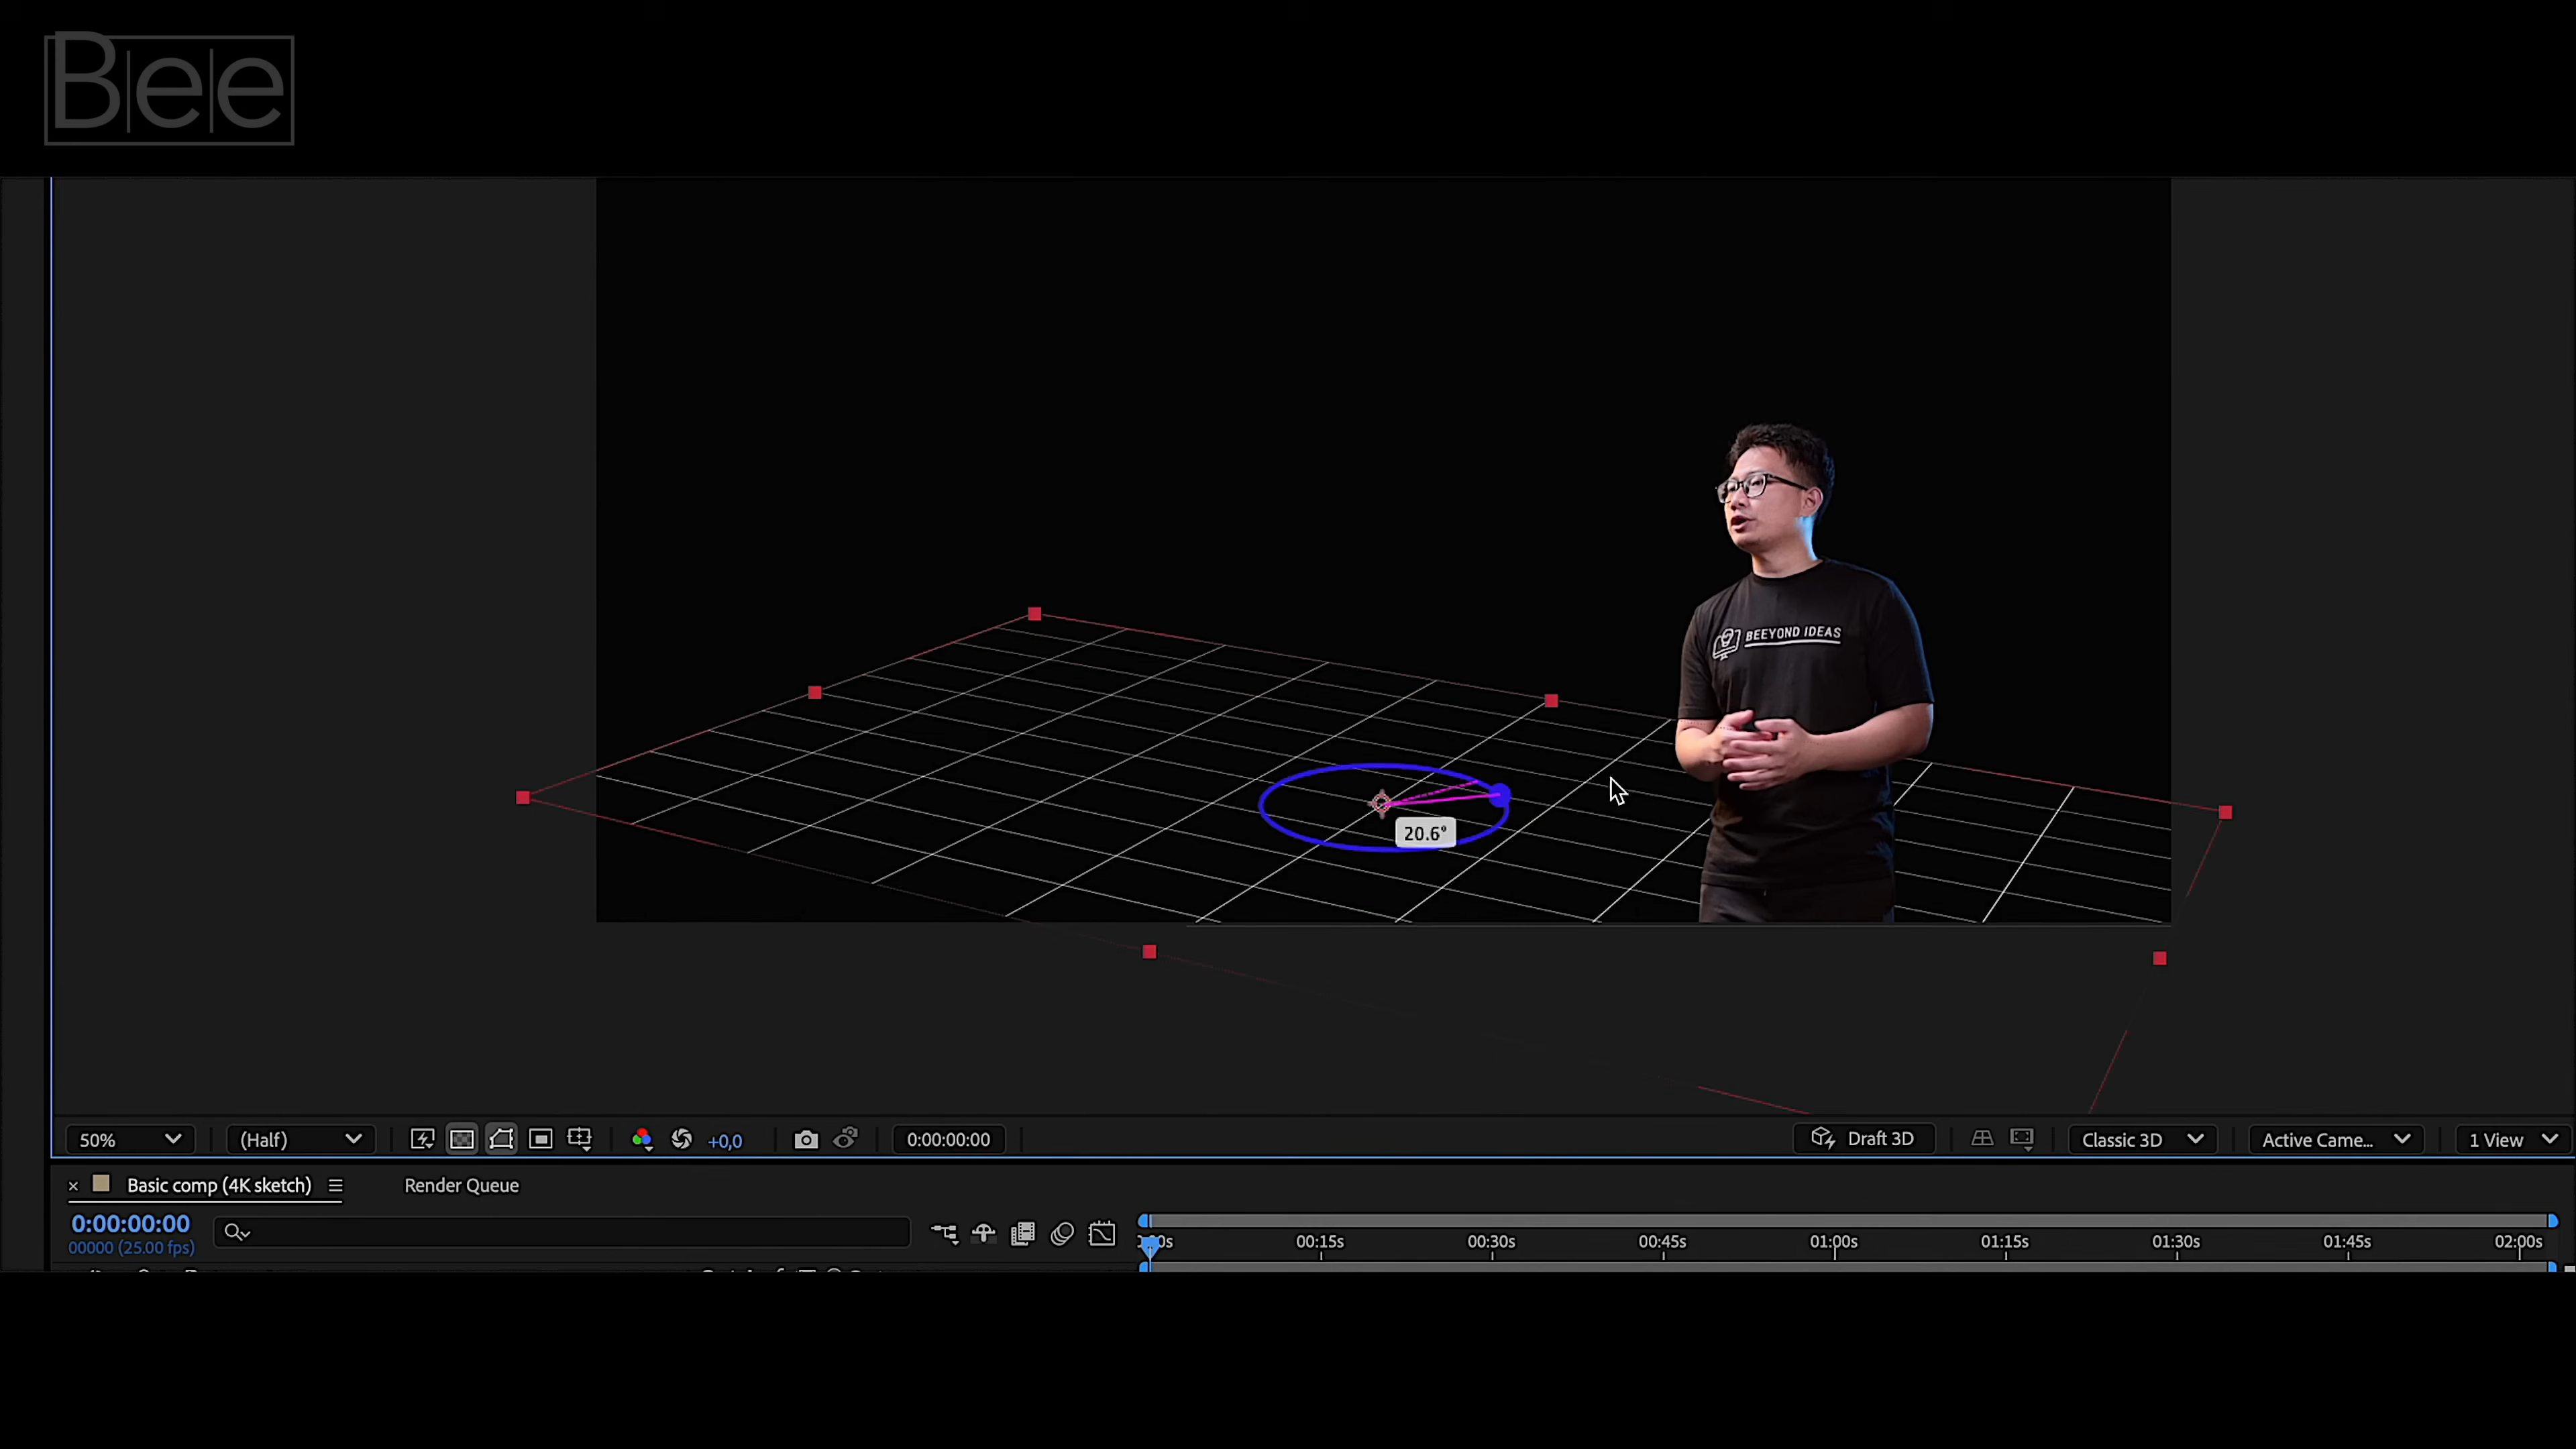 Bee
BEEYOND IDEAS
20.6°
50%
(Half)
+0,0
0:00:00:00
Draft 3D
Classic 3D
Active Came...
1 View
Basic comp (4K sketch)
Render Queue
0:00:00:00
00000 (25.00 fps)
00:15s
00:30s
00:45s
01:00s
01:15s
01:30s
01:45s
02:00s